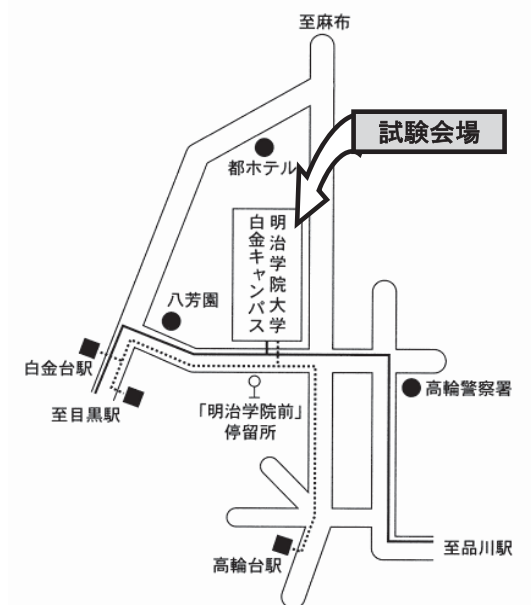 至麻布
試験会場
都ホテル
明治学院大学
白金キャンパス
八芳園
白金台駅
至目黒駅
「明治学院前」
停留所
高輪警察署
高輪台駅
至品川駅